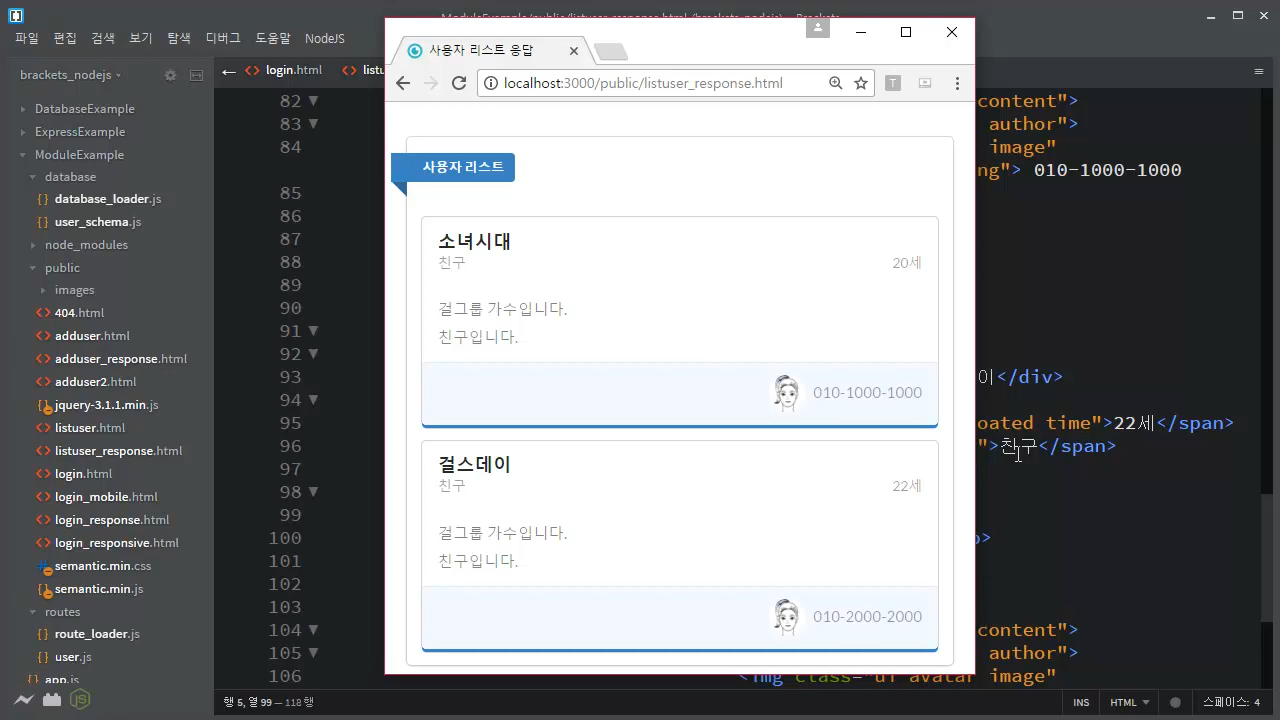 ModuleExample/public/listuser_response.html (brackets_nodejs) - Brackets
파일 편집 검색 보기 탐색 디버그 도움말 NodeJS
brackets_nodejs
DatabaseExample
ExpressExample
ModuleExample
database
database_loader.js
user_schema.js
node_modules
public
images
404.html
adduser.html
adduser_response.html
adduser2.html
jquery-3.1.1.min.js
listuser.html
listuser_response.html
login.html
login_mobile.html
login_response.html
login_responsive.html
semantic.min.css
semantic.min.js
routes
route_loader.js
user.js
app.js
login.html
사용자 리스트 응답
localhost:3000/public/listuser_response.html
T
사용자 리스트
소녀시대
친구 20세
걸그룹 가수입니다.
친구입니다.
010-1000-1000
걸스데이
친구 22세
걸그룹 가수입니다.
친구입니다.
010-2000-2000
82 content">
83 author">
84 image"
ng"> 010-1000-1000
85
86
87
88
89
90
91
92
93 이</div>
94
95 oated time">22세</span>
96 ">친구</span>
97
98
99
100 >
101
102
103
104 content">
105 author">
106 <img class="ui avatar image"
행 5, 열 99 — 118 행
INS HTML 스페이스: 4